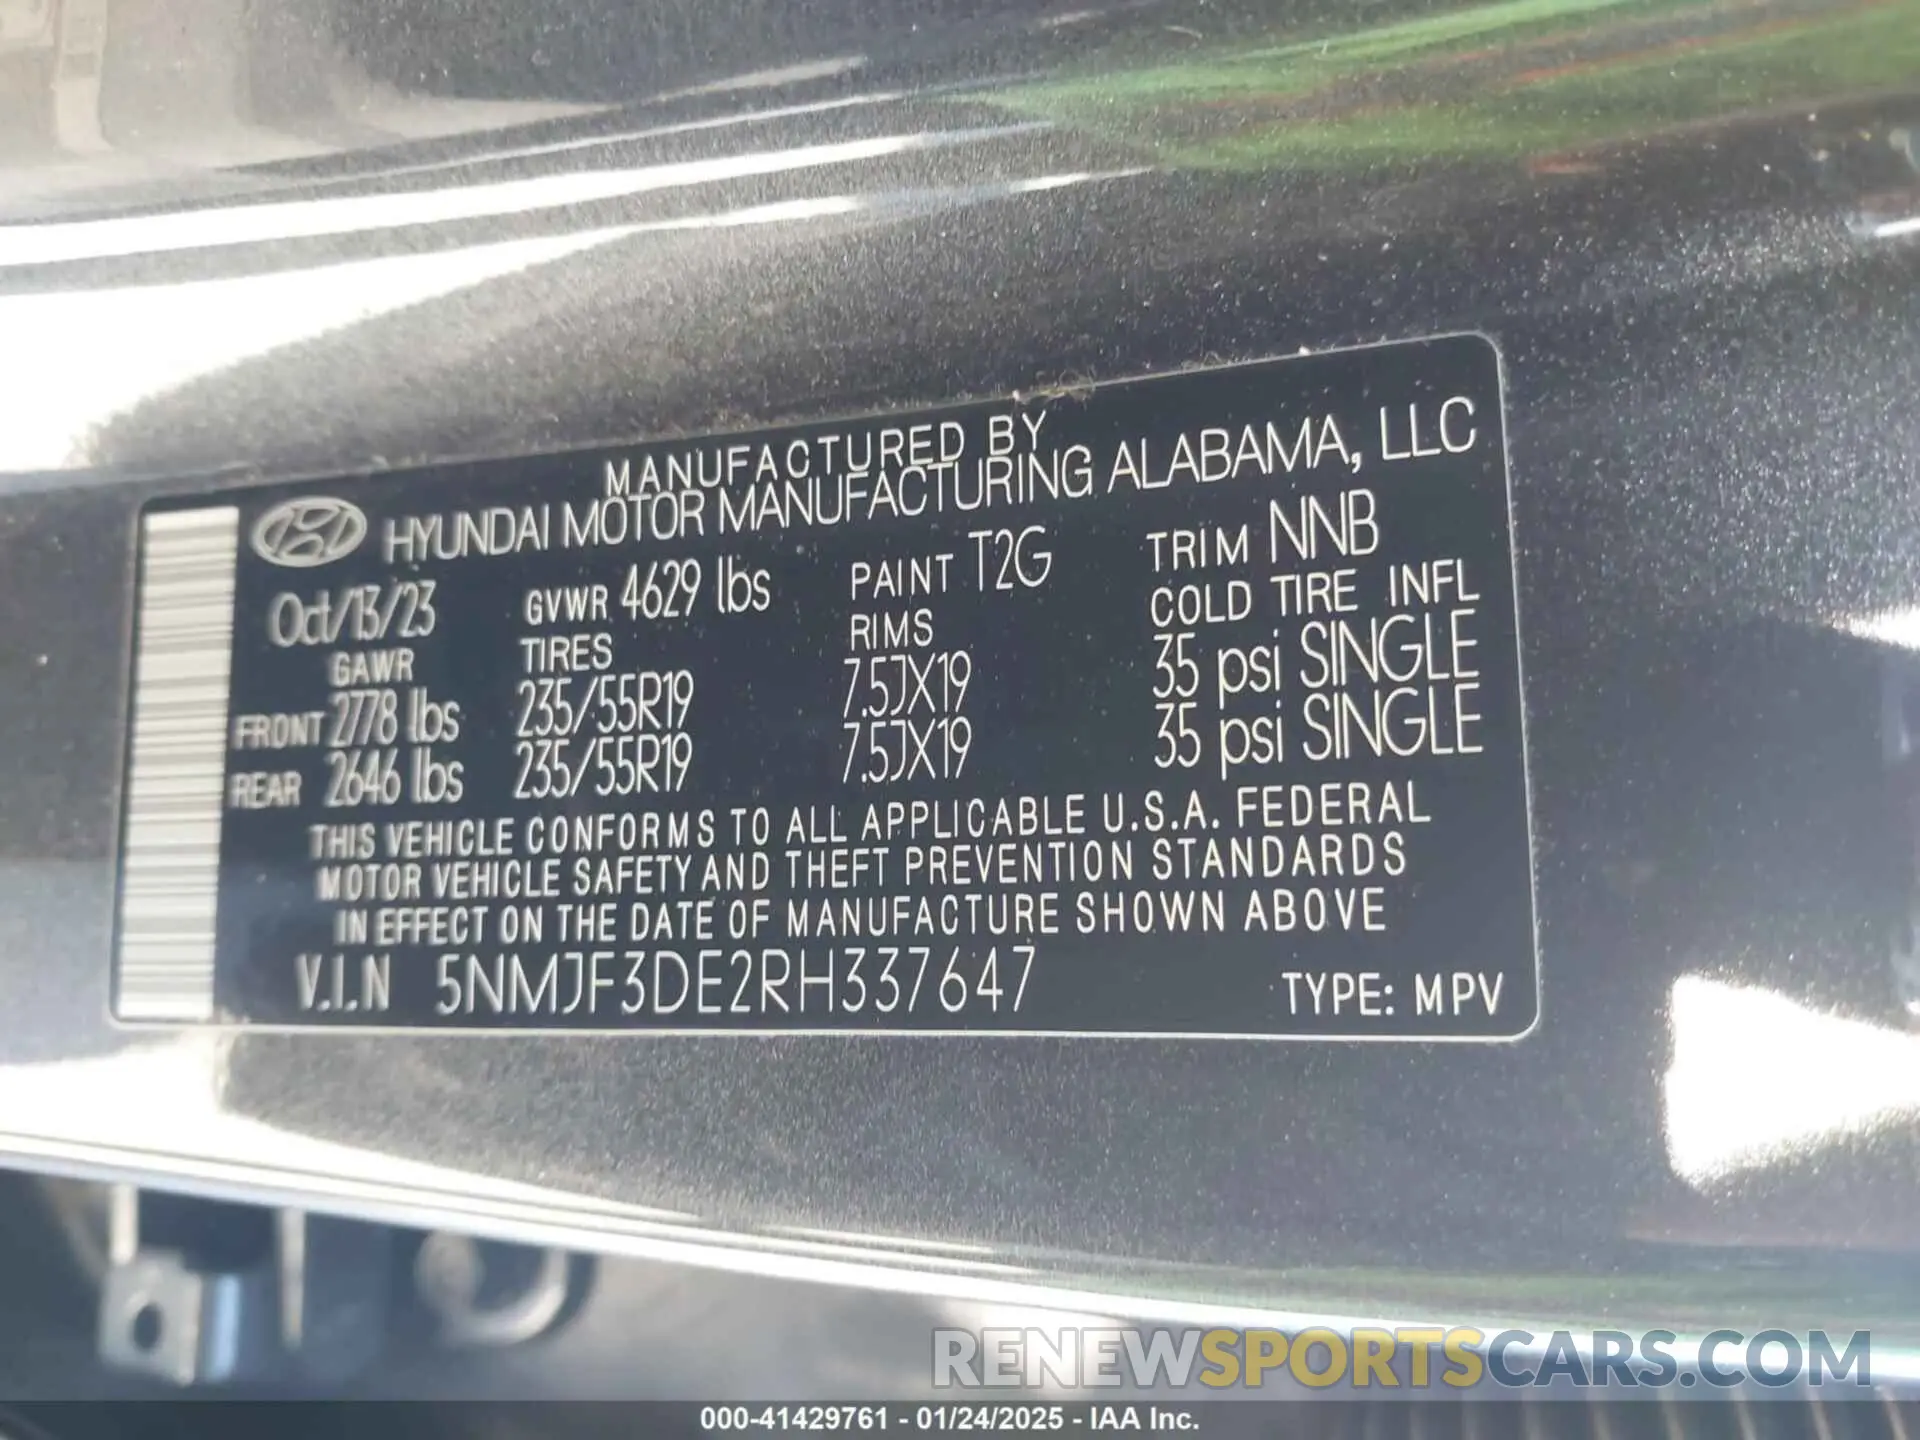 MANUFACTURED BY
HYUNDAI MOTOR MANUFACTURING ALABAMA, LLC
Oct/13/23 GVWR 4629 lbs PAINT T2G TRIM NNB
GAWR TIRES RIMS COLD TIRE INFL
FRONT 2778 lbs 235/55R19 7.5JX19 35 psi SINGLE
REAR 2646 lbs 235/55R19 7.5JX19 35 psi SINGLE
THIS VEHICLE CONFORMS TO ALL APPLICABLE U.S.A. FEDERAL
MOTOR VEHICLE SAFETY AND THEFT PREVENTION STANDARDS
IN EFFECT ON THE DATE OF MANUFACTURE SHOWN ABOVE
V.I.N 5NMJF3DE2RH337647 TYPE: MPV
RENEWSPORTSCARS.COM
000-41429761 - 01/24/2025 - IAA Inc.